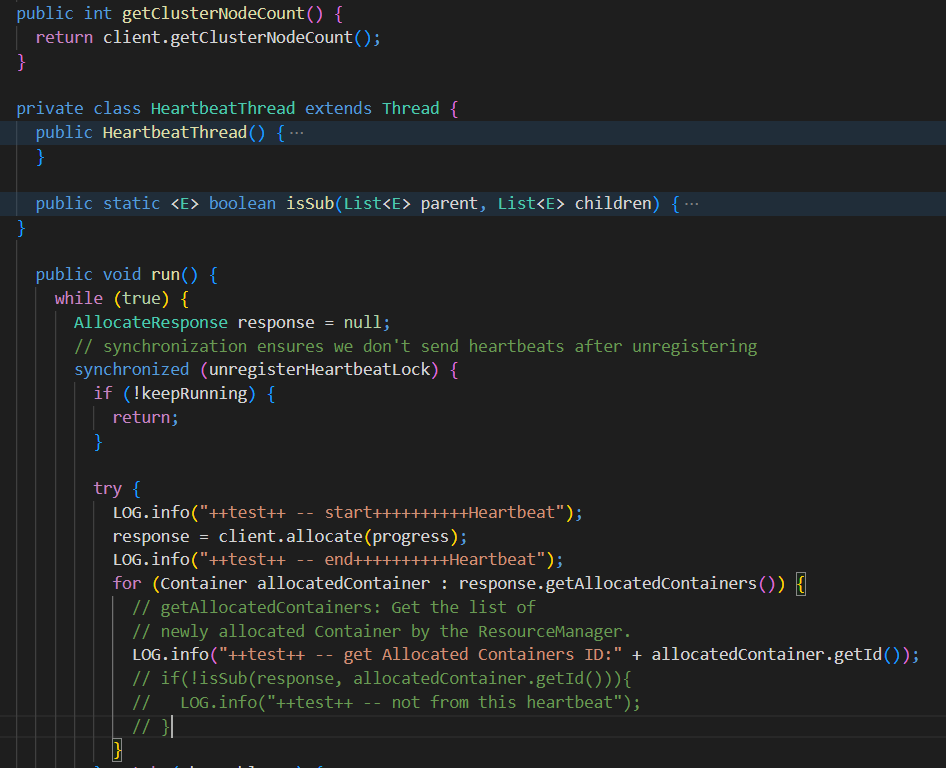 public int getClusterNodeCount() {
return client.getClusterNodeCount();
}
private class HeartbeatThread extends Thread {
public HeartbeatThread() { ···
}
public static <E> boolean isSub(List<E> parent, List<E> children) { ···
}
public void run() {
while (true) {
AllocateResponse response = null;
// synchronization ensures we don't send heartbeats after unregistering
synchronized (unregisterHeartbeatLock) {
if (!keepRunning) {
return;
}
try {
LOG.info("++test++ -- start++++++++++Heartbeat");
response = client.allocate(progress);
LOG.info("++test++ -- end++++++++++Heartbeat");
for (Container allocatedContainer : response.getAllocatedContainers()) {
// getAllocatedContainers: Get the list of
// newly allocated Container by the ResourceManager.
LOG.info("++test++ -- get Allocated Containers ID:" + allocatedContainer.getId());
// if(!isSub(response, allocatedContainer.getId())){
//   LOG.info("++test++ -- not from this heartbeat");
// }
}